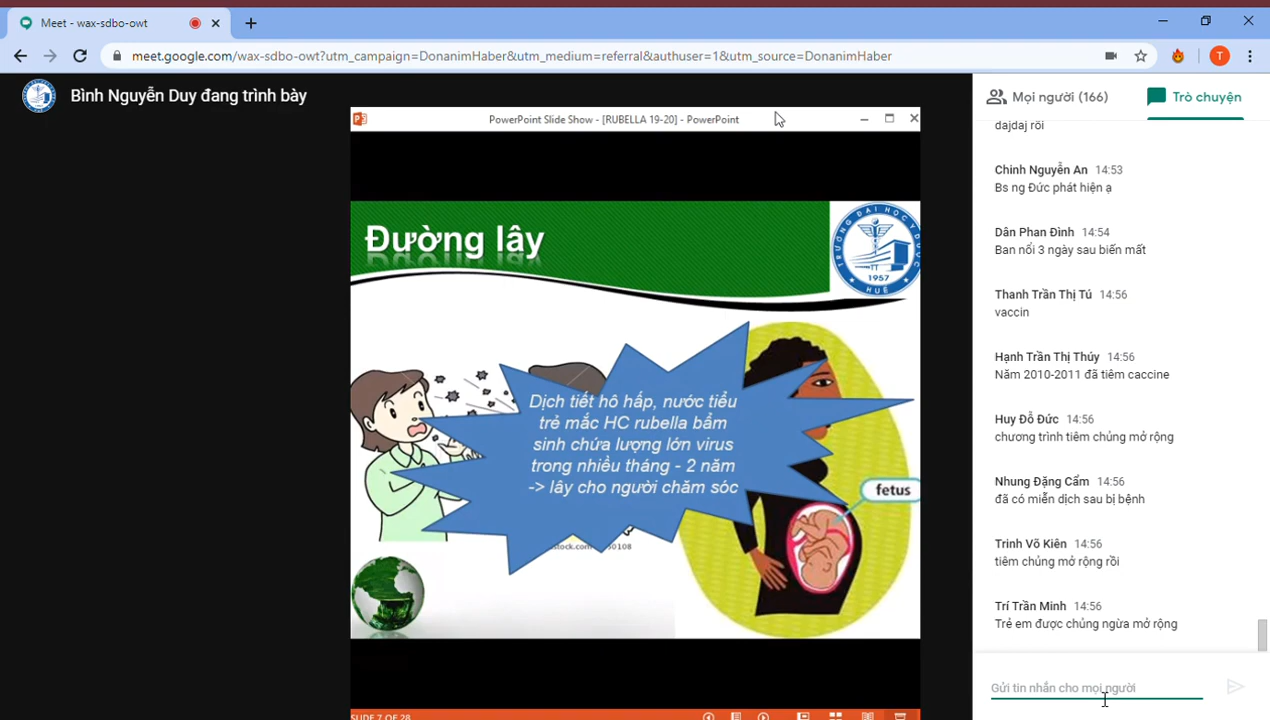 Meet - wax-sdbo-owt
meet.google.com/wax-sdbo-owt?utm_campaign=DonanimHaber&utm_medium=referral&authuser=1&utm_source=DonanimHaber
T
Bình Nguyễn Duy đang trình bày
PowerPoint Slide Show - [RUBELLA 19-20] - PowerPoint
Đường lây
TRƯỜNG ĐẠI HỌC Y DƯỢC
1957
HUẾ
Dịch tiết hô hấp, nước tiểu
trẻ mắc HC rubella bẩm
sinh chứa lượng lớn virus
trong nhiều tháng - 2 năm
-> lây cho người chăm sóc
fetus
SLIDE 7 OF 28
Mọi người (166)
Trò chuyện
dajdaj rồi
Chinh Nguyễn An 14:53
Bs ng Đức phát hiện ạ
Dân Phan Đình 14:54
Ban nổi 3 ngày sau biến mất
Thanh Trần Thị Tú 14:56
vaccin
Hạnh Trần Thị Thúy 14:56
Năm 2010-2011 đã tiêm caccine
Huy Đỗ Đức 14:56
chương trình tiêm chủng mở rộng
Nhung Đặng Cẩm 14:56
đã có miễn dịch sau bị bệnh
Trinh Võ Kiên 14:56
tiêm chủng mở rộng rồi
Trí Trần Minh 14:56
Trẻ em được chủng ngừa mở rộng
Gửi tin nhắn cho mọi người